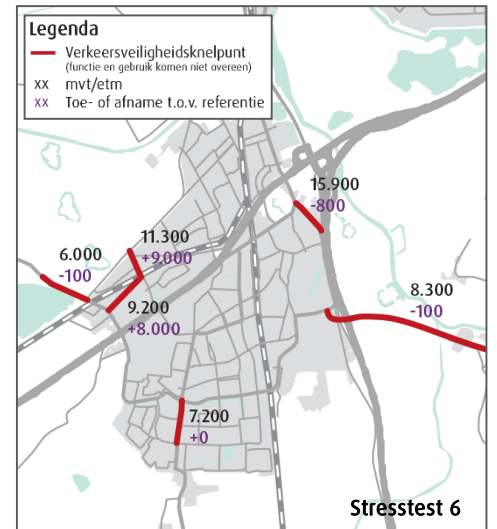 Legenda
Verkeersveiligheidsknelpunt
(functie en gebruik komen niet overeen)
xx mvt/etm
xx Toe- of afname t.o.v. referentie
15.900
-800
11.300
+9.000
6.000
-100
8.300
-100
9.200
+8.000
7.200
+0
Stresstest 6